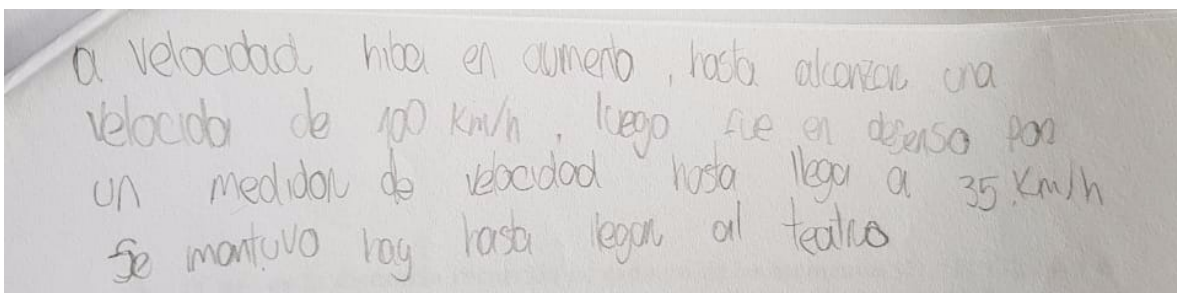 a velocidad hiba en aumento, hasta alcanzar una
velocida de 100 Km/h, luego fue en desenso por
un medidor de velocidad hasta llega a 35 Km/h
Se mantuvo hay hasta llegar al teatro